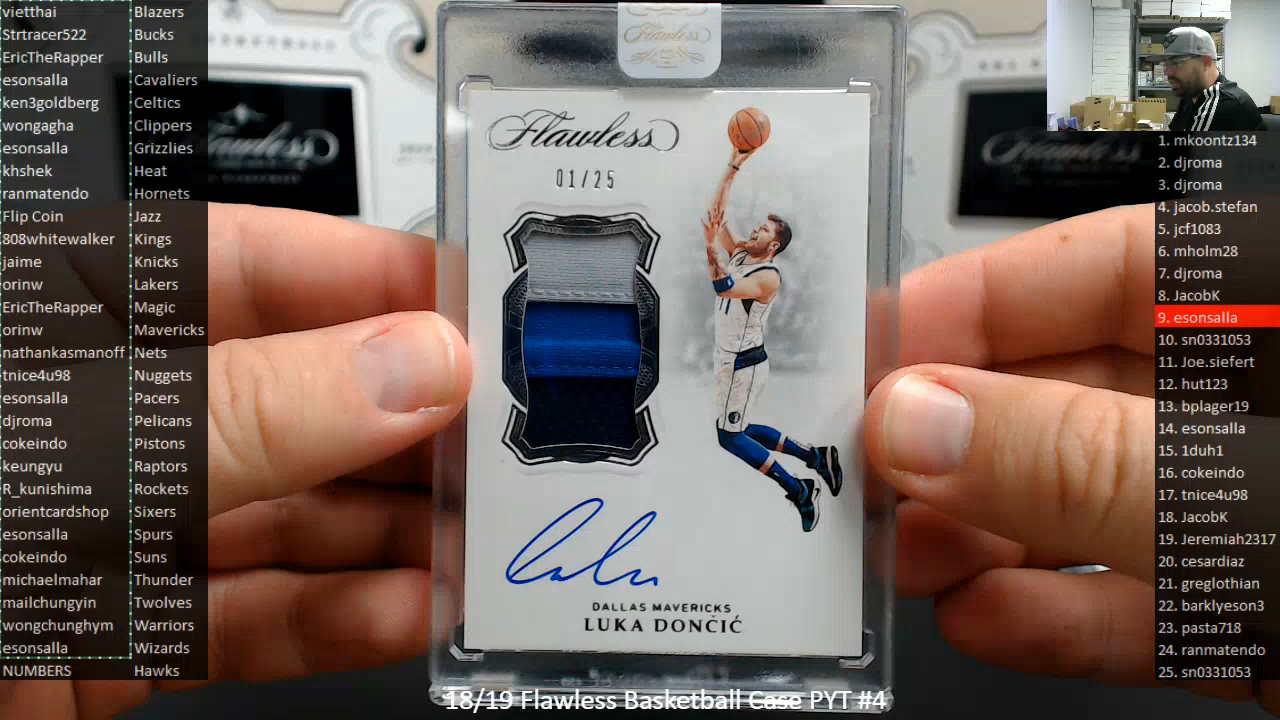 vietthai Blazers
Strtracer522 Bucks
EricTheRapper Bulls
esonsalla Cavaliers
ken3goldberg Celtics
wongagha Clippers
esonsalla Grizzlies
khshek Heat
ranmatendo Hornets
Flip Coin Jazz
808whitewalker Kings
jaime Knicks
orinw Lakers
EricTheRapper Magic
orinw Mavericks
nathankasmanoff Nets
tnice4u98 Nuggets
esonsalla Pacers
djroma Pelicans
cokeindo Pistons
keungyu Raptors
R_kunishima Rockets
orientcardshop Sixers
esonsalla Spurs
cokeindo Suns
michaelmahar Thunder
mailchungyin Twolves
wongchunghym Warriors
esonsalla Wizards
NUMBERS Hawks
Flawless
Flawless
01/25
DALLAS MAVERICKS
LUKA DONČIĆ
18/19 Flawless Basketball Case PYT #4
Flawless
Flawless
1. mkoontz134
2. djroma
3. djroma
4. jacob.stefan
5. jcf1083
6. mholm28
7. djroma
8. JacobK
9. esonsalla
10. sn0331053
11. Joe.siefert
12. hut123
13. bplager19
14. esonsalla
15. 1duh1
16. cokeindo
17. tnice4u98
18. JacobK
19. Jeremiah2317
20. cesardiaz
21. greglothian
22. barklyeson3
23. pasta718
24. ranmatendo
25. sn0331053